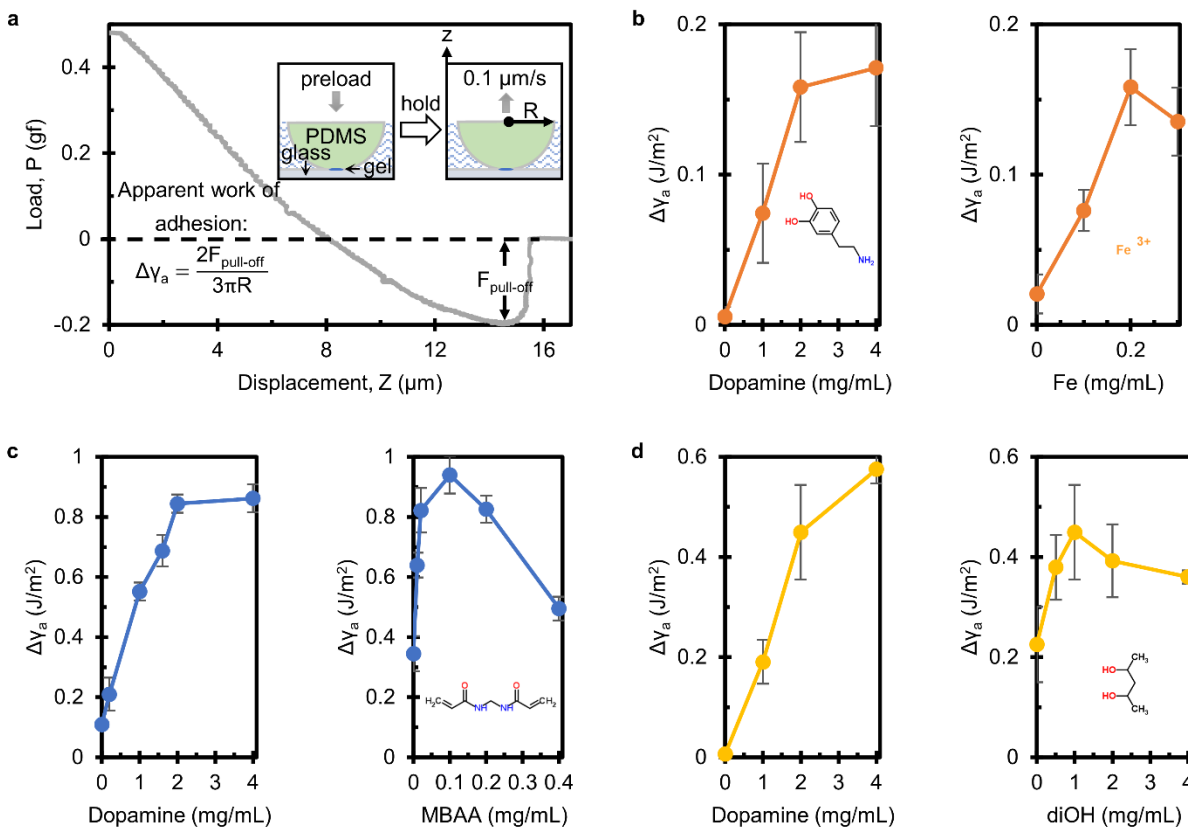 a
Load, P (gf)
0.4
0.2
0
-0.2
0
4
8
12
16
Displacement, Z (µm)
Apparent work of
adhesion:
Δγa = 2Fpull-off
3πR
Fpull-off
preload
PDMS
glass
gel
hold
z
0.1 µm/s
R
b
Δγa (J/m²)
0.2
0.1
0
0
1
2
3
4
Dopamine (mg/mL)
HO
HO
NH2
Δγa (J/m²)
0.2
0.1
0
0
0.2
Fe (mg/mL)
Fe 3+
c
Δγa (J/m²)
1
0.8
0.6
0.4
0.2
0
0
1
2
3
4
Dopamine (mg/mL)
Δγa (J/m²)
1
0.8
0.6
0.4
0.2
0
0
0.1
0.2
0.3
0.4
MBAA (mg/mL)
H2C
O
NH
NH
O
CH2
d
Δγa (J/m²)
0.6
0.4
0.2
0
0
1
2
3
4
Dopamine (mg/mL)
Δγa (J/m²)
0.6
0.4
0.2
0
0
1
2
3
4
diOH (mg/mL)
HO
CH3
HO
CH3